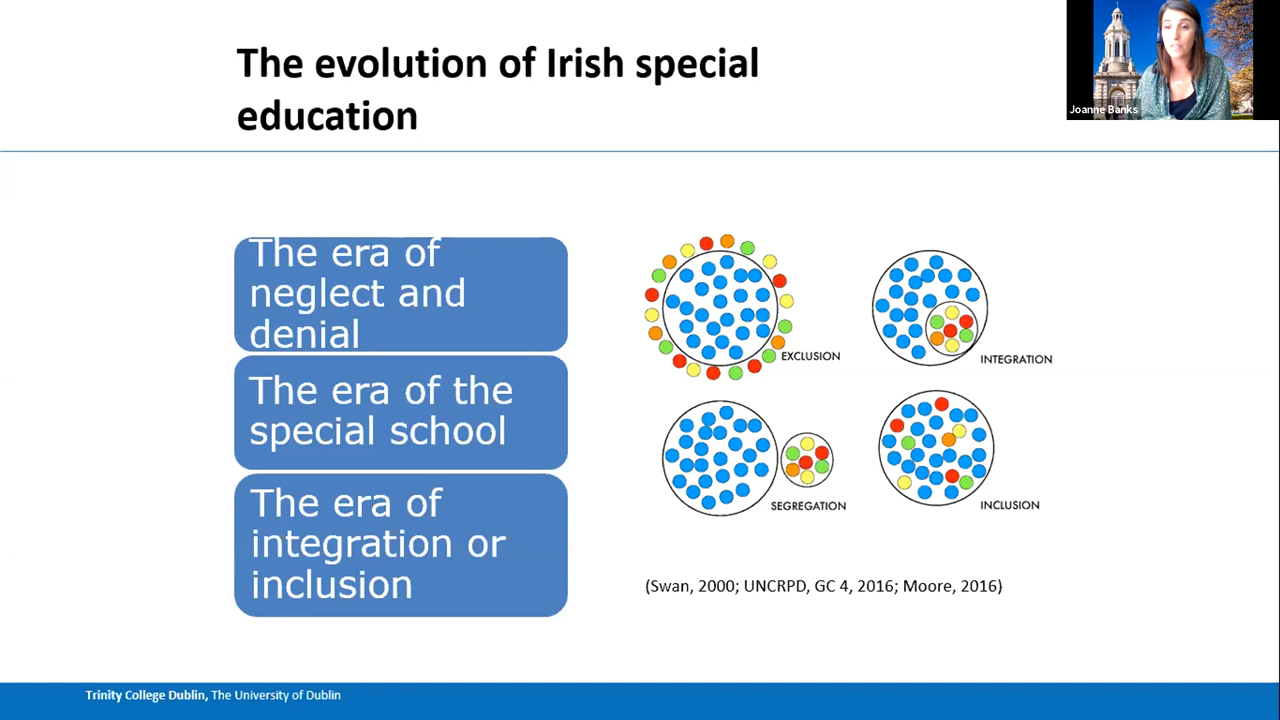 The evolution of Irish special
education
Joanne Banks
The era of
neglect and
denial
The era of the
special school
The era of
integration or
inclusion
EXCLUSION
INTEGRATION
SEGREGATION
INCLUSION
(Swan, 2000; UNCRPD, GC 4, 2016; Moore, 2016)
Trinity College Dublin, The University of Dublin